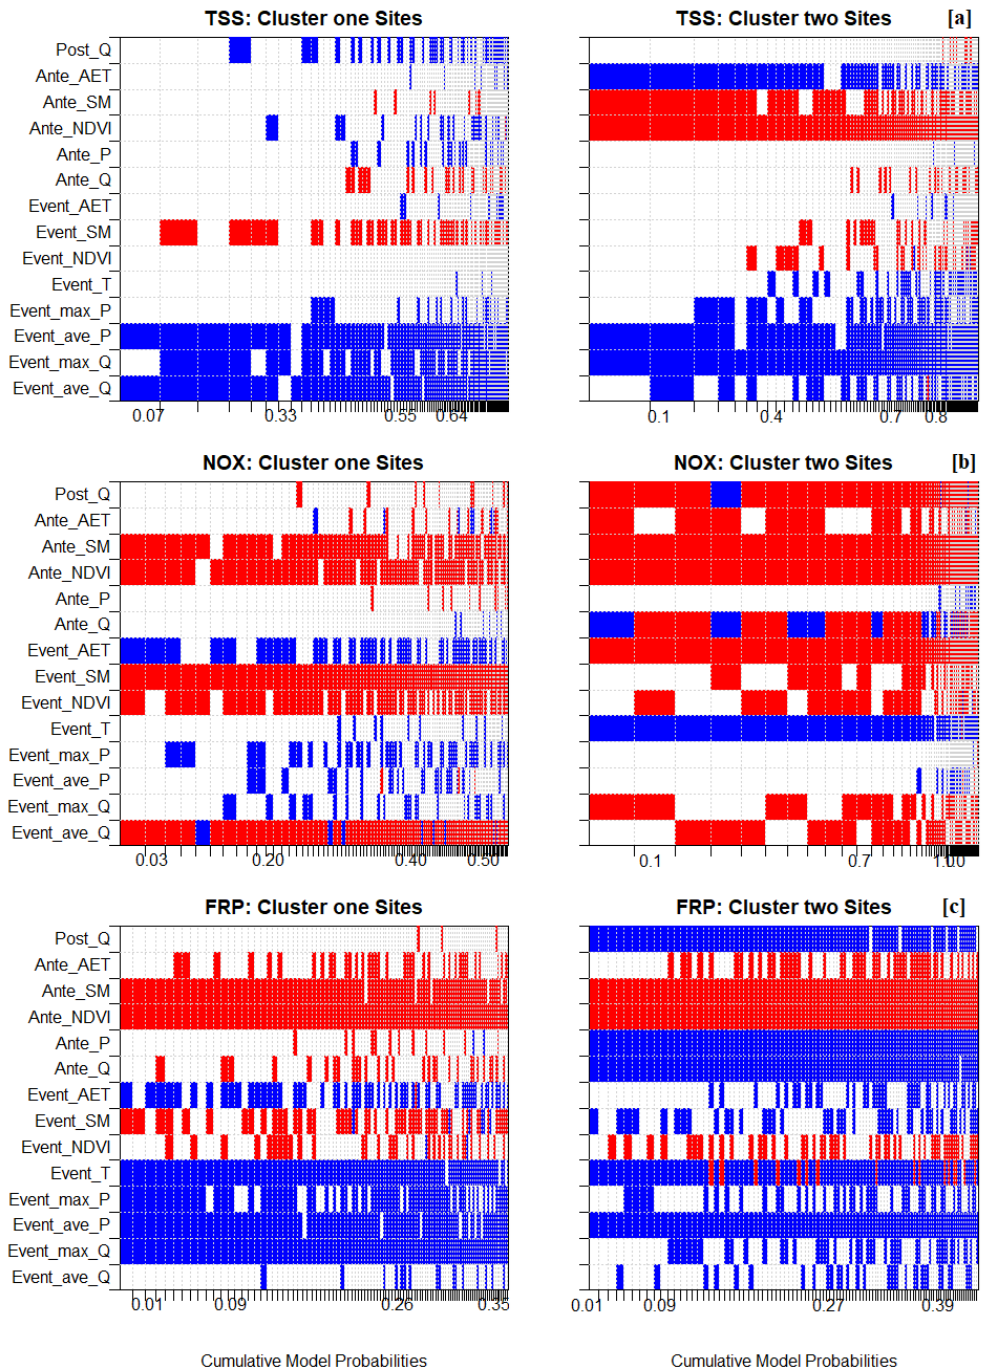 TSS: Cluster one Sites
TSS: Cluster two Sites
[a]
Post_Q
Ante_AET
Ante_SM
Ante_NDVI
Ante_P
Ante_Q
Event_AET
Event_SM
Event_NDVI
Event_T
Event_max_P
Event_ave_P
Event_max_Q
Event_ave_Q
0.07 0.33 0.55 0.64
0.1 0.4 0.7 0.8
NOX: Cluster one Sites
NOX: Cluster two Sites
[b]
Post_Q
Ante_AET
Ante_SM
Ante_NDVI
Ante_P
Ante_Q
Event_AET
Event_SM
Event_NDVI
Event_T
Event_max_P
Event_ave_P
Event_max_Q
Event_ave_Q
0.03 0.20 0.40 0.50
0.1 0.7
FRP: Cluster one Sites
FRP: Cluster two Sites
[c]
Post_Q
Ante_AET
Ante_SM
Ante_NDVI
Ante_P
Ante_Q
Event_AET
Event_SM
Event_NDVI
Event_T
Event_max_P
Event_ave_P
Event_max_Q
Event_ave_Q
0.01 0.09 0.26 0.35
0.01 0.09 0.27 0.39
Cumulative Model Probabilities
Cumulative Model Probabilities